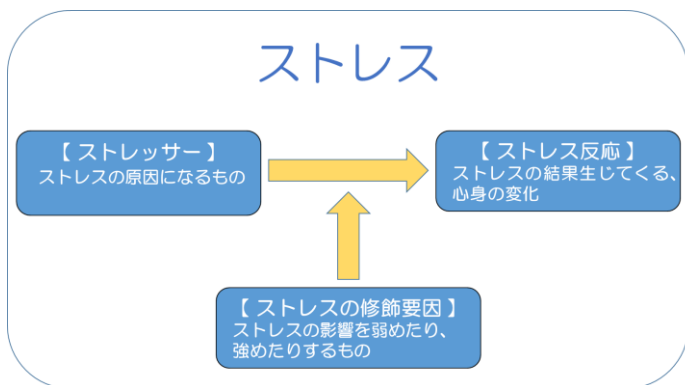 ストレス
【 ストレッサー 】
ストレスの原因になるもの
【 ストレス反応 】
ストレスの結果生じてくる、
心身の変化
【 ストレスの修飾要因 】
ストレスの影響を弱めたり、
強めたりするもの